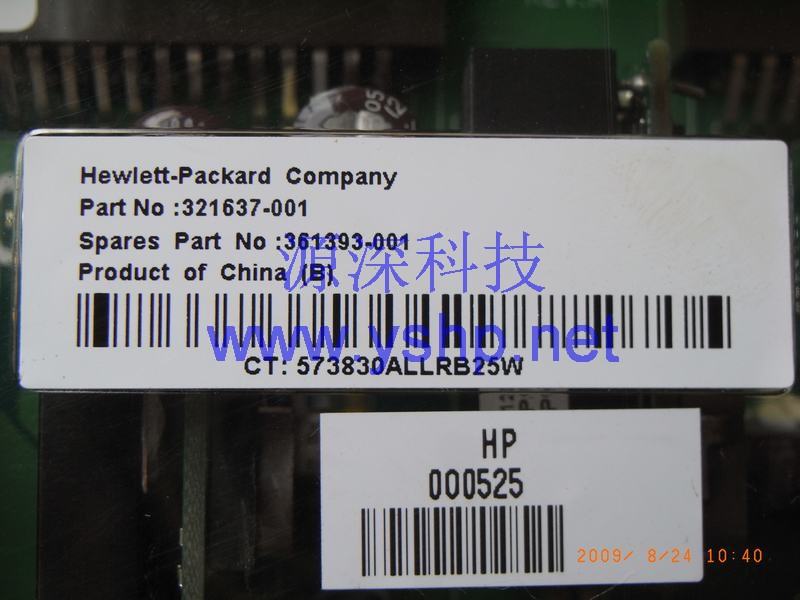 Hewlett-Packard Company
Part No :321637-001
Spares Part No :361393-001
源深科技
Product of China (B)
www.yshp.net
CT: 573830ALLRB25W
HP
000525
2009/ 8/24 10:40